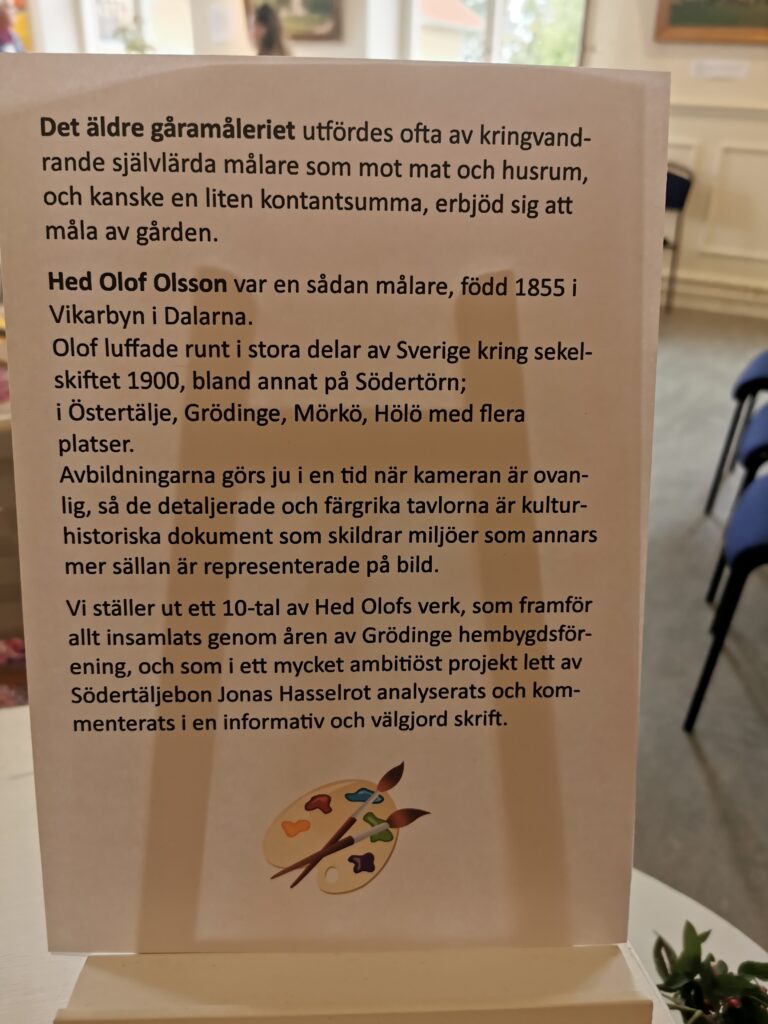 Det äldre gåramåleriet utfördes ofta av kringvand-
rande självlärda målare som mot mat och husrum,
och kanske en liten kontantsumma, erbjöd sig att
måla av gården.
Hed Olof Olsson var en sådan målare, född 1855 i
Vikarbyn i Dalarna.
Olof luffade runt i stora delar av Sverige kring sekel-
skiftet 1900, bland annat på Södertörn;
i Östertälje, Grödinge, Mörkö, Hölö med flera
platser.
Avbildningarna görs ju i en tid när kameran är ovan-
lig, så de detaljerade och färgrika tavlorna är kultur-
historiska dokument som skildrar miljöer som annars
mer sällan är representerade på bild.
Vi ställer ut ett 10-tal av Hed Olofs verk, som framför
allt insamlats genom åren av Grödinge hembygdsför-
ening, och som i ett mycket ambitiöst projekt lett av
Södertäljebon Jonas Hasselrot analyserats och kom-
menterats i en informativ och välgjord skrift.